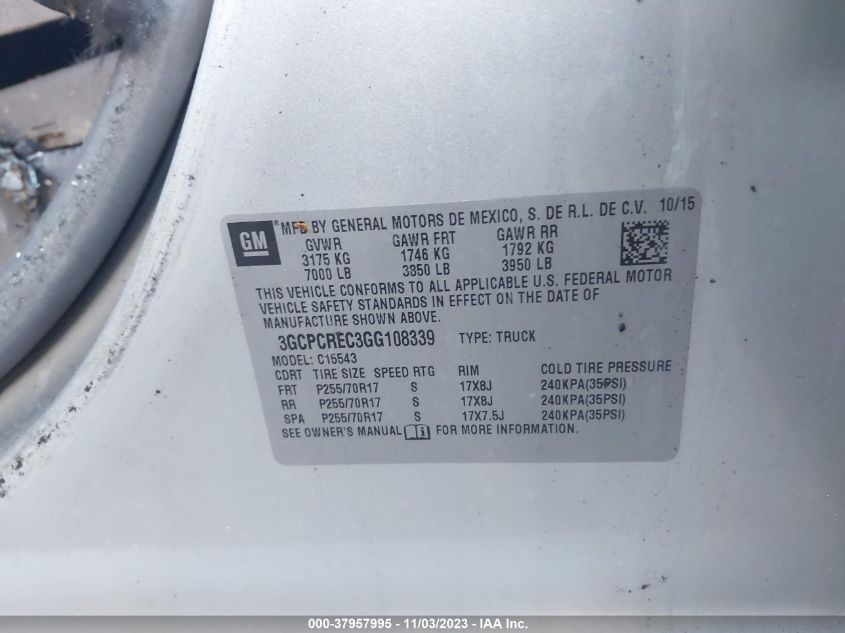 GM ® MFD BY GENERAL MOTORS DE MEXICO, S. DE R.L. DE C.V. 10/15
GVWR GAWR FRT GAWR RR
3175 KG 1746 KG 1792 KG
7000 LB 3850 LB 3950 LB
THIS VEHICLE CONFORMS TO ALL APPLICABLE U.S. FEDERAL MOTOR
VEHICLE SAFETY STANDARDS IN EFFECT ON THE DATE OF
MANUFACTURE SHOWN ABOVE.
3GCPCREC3GG108339 TYPE: TRUCK
MODEL: C15543
CDRT TIRE SIZE SPEED RTG RIM COLD TIRE PRESSURE
FRT P255/70R17 S 17X8J 240KPA(35PSI)
RR P255/70R17 S 17X8J 240KPA(35PSI)
SPA P255/70R17 S 17X7.5J 240KPA(35PSI)
SEE OWNER'S MANUAL i FOR MORE INFORMATION.
000-37957995 - 11/03/2023 - IAA Inc.